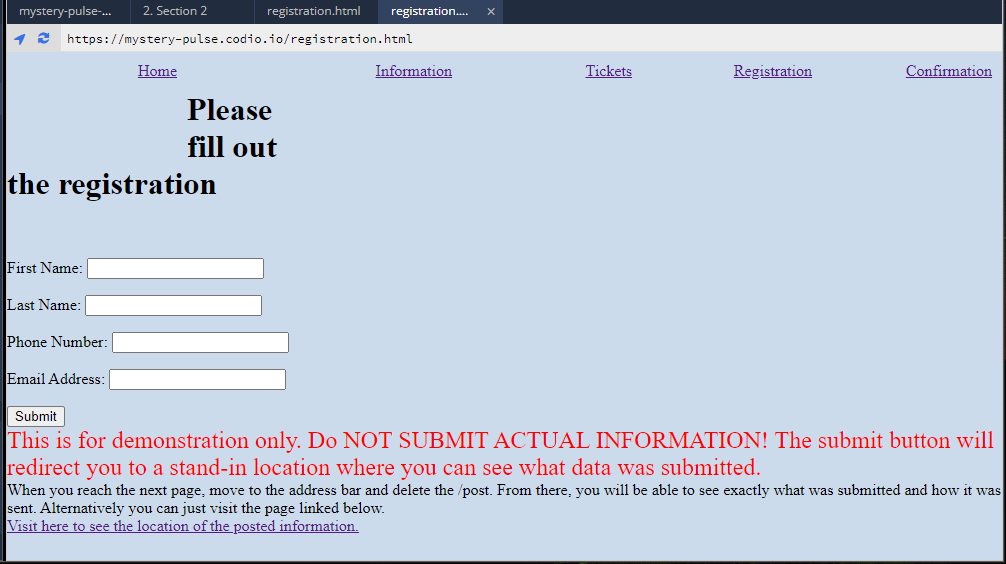 mystery-pulse-... 2. Section 2 registration.html registration....
https://mystery-pulse.codio.io/registration.html
Home Information Tickets Registration Confirmation
Please
fill out
the registration
First Name:
Last Name:
Phone Number:
Email Address:
Submit
This is for demonstration only. Do NOT SUBMIT ACTUAL INFORMATION! The submit button will
redirect you to a stand-in location where you can see what data was submitted.
When you reach the next page, move to the address bar and delete the /post. From there, you will be able to see exactly what was submitted and how it was
sent. Alternatively you can just visit the page linked below.
Visit here to see the location of the posted information.